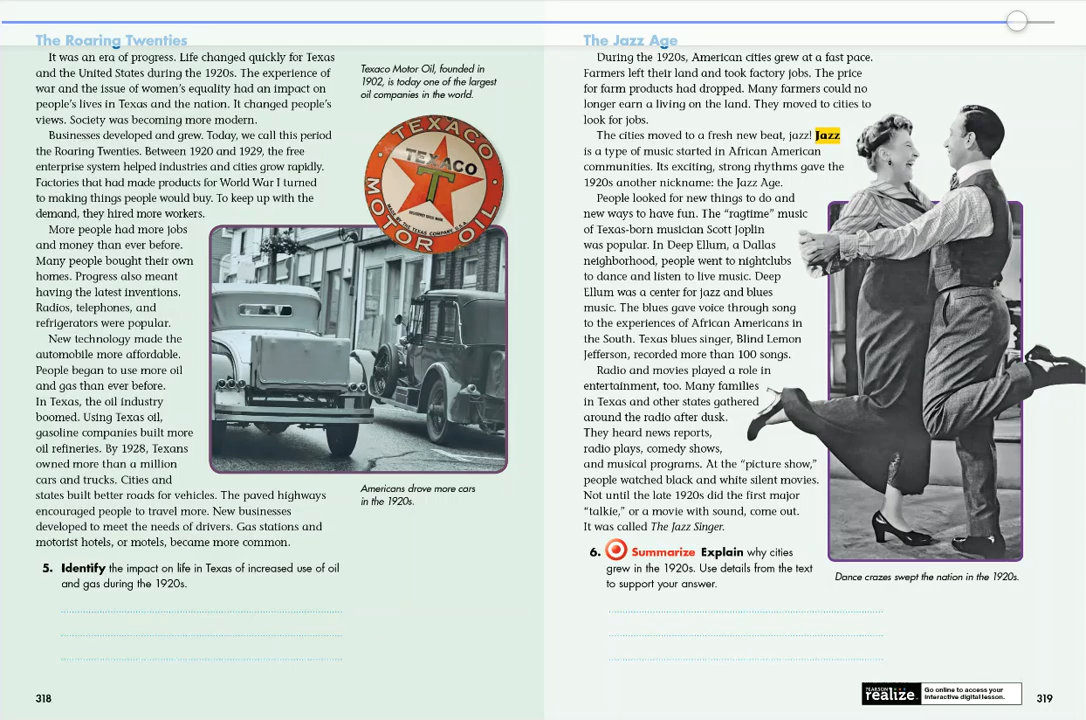 The Roaring Twenties
It was an era of progress. Life changed quickly for Texas
and the United States during the 1920s. The experience of
war and the issue of women's equality had an impact on
people's lives in Texas and the nation. It changed people's
views. Society was becoming more modern.
Businesses developed and grew. Today, we call this period
the Roaring Twenties. Between 1920 and 1929, the free
enterprise system helped industries and cities grow rapidly.
Factories that had made products for World War I turned
to making things people would buy. To keep up with the
demand, they hired more workers.
More people had more jobs
and money than ever before.
Many people bought their own
homes. Progress also meant
having the latest inventions.
Radios, telephones, and
refrigerators were popular.
New technology made the
automobile more affordable.
People began to use more oil
and gas than ever before.
In Texas, the oil industry
boomed. Using Texas oil,
gasoline companies built more
oil refineries. By 1928, Texans
owned more than a million
cars and trucks. Cities and
states built better roads for vehicles. The paved highways
encouraged people to travel more. New businesses
developed to meet the needs of drivers. Gas stations and
motorist hotels, or motels, became more common.
Texaco Motor Oil, founded in
1902, is today one of the largest
oil companies in the world.
TEXACO
TEXACO
T
MOTOR OIL
Americans drove more cars
in the 1920s.
5. Identify the impact on life in Texas of increased use of oil
and gas during the 1920s.
318
The Jazz Age
During the 1920s, American cities grew at a fast pace.
Farmers left their land and took factory jobs. The price
for farm products had dropped. Many farmers could no
longer earn a living on the land. They moved to cities to
look for jobs.
The cities moved to a fresh new beat, jazz! Jazz
is a type of music started in African American
communities. Its exciting, strong rhythms gave the
1920s another nickname: the Jazz Age.
People looked for new things to do and
new ways to have fun. The "ragtime" music
of Texas-born musician Scott Joplin
was popular. In Deep Ellum, a Dallas
neighborhood, people went to nightclubs
to dance and listen to live music. Deep
Ellum was a center for jazz and blues
music. The blues gave voice through song
to the experiences of African Americans in
the South. Texas blues singer, Blind Lemon
Jefferson, recorded more than 100 songs.
Radio and movies played a role in
entertainment, too. Many families
in Texas and other states gathered
around the radio after dusk.
They heard news reports,
radio plays, comedy shows,
and musical programs. At the "picture show,"
people watched black and white silent movies.
Not until the late 1920s did the first major
"talkie," or a movie with sound, come out.
It was called The Jazz Singer.
6. Summarize Explain why cities
grew in the 1920s. Use details from the text
to support your answer.
Dance crazes swept the nation in the 1920s.
PEARSON
realize
Go online to access your
interactive digital lesson.
319